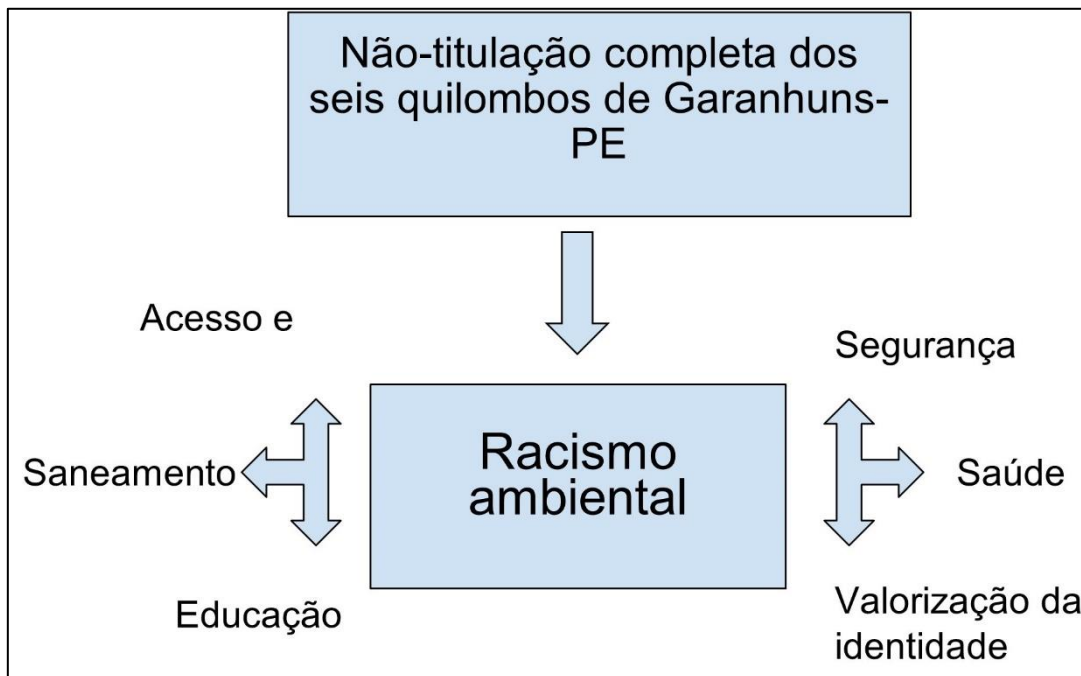 Não-titulação completa dos
seis quilombos de Garanhuns-
PE
Acesso e
Segurança
Racismo
ambiental
Saneamento
Saúde
Educação
Valorização da
identidade